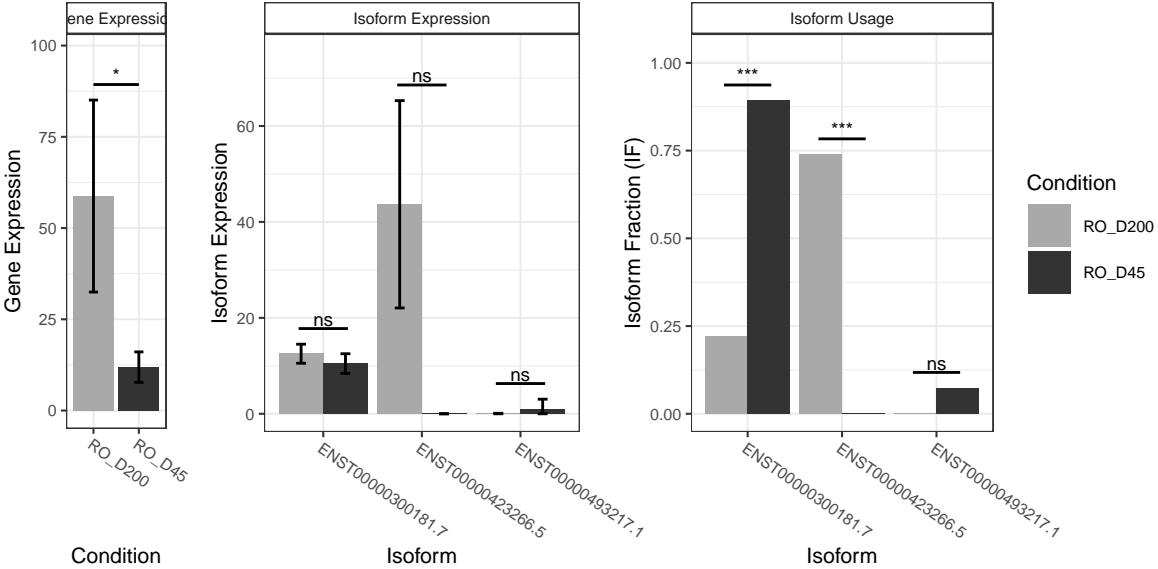 ene Expressio
Gene Expression
100
75
50
25
0
*
RO_D200
RO_D45
Condition
Isoform Expression
Isoform Expression
60
40
20
0
ns
ns
ns
ENST00000300181.7
ENST00000423266.5
ENST00000493217.1
Isoform
Isoform Usage
Isoform Fraction (IF)
1.00
0.75
0.50
0.25
0.00
***
***
ns
ENST00000300181.7
ENST00000423266.5
ENST00000493217.1
Isoform
Condition
RO_D200
RO_D45